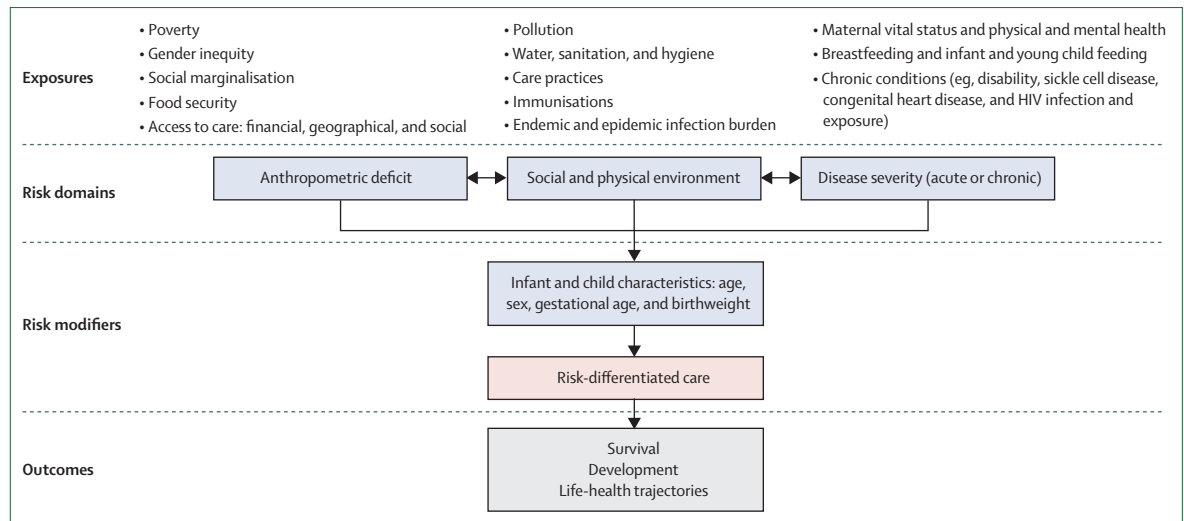 Exposures
• Poverty
• Gender inequity
• Social marginalisation
• Food security
• Access to care: financial, geographical, and social
• Pollution
• Water, sanitation, and hygiene
• Care practices
• Immunisations
• Endemic and epidemic infection burden
• Maternal vital status and physical and mental health
• Breastfeeding and infant and young child feeding
• Chronic conditions (eg, disability, sickle cell disease,
congenital heart disease, and HIV infection and
exposure)
Risk domains
Anthropometric deficit
Social and physical environment
Disease severity (acute or chronic)
Risk modifiers
Infant and child characteristics: age,
sex, gestational age, and birthweight
Risk-differentiated care
Outcomes
Survival
Development
Life-health trajectories